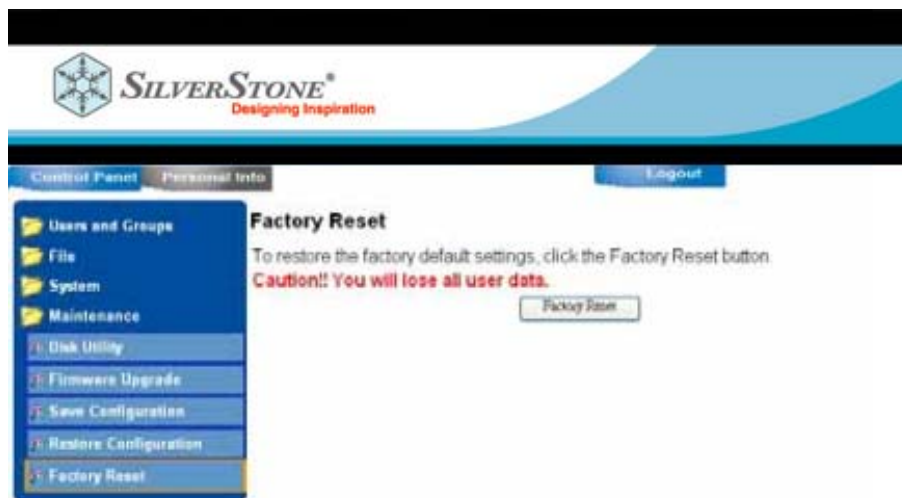 SILVERSTONE®
Designing Inspiration
Control Panel Personal Info Logout
Users and Groups
File
System
Maintenance
Disk Utility
Firmware Upgrade
Save Configuration
Restore Configuration
Factory Reset
Factory Reset
To restore the factory default settings, click the Factory Reset button.
Caution!! You will lose all user data.
Factory Reset